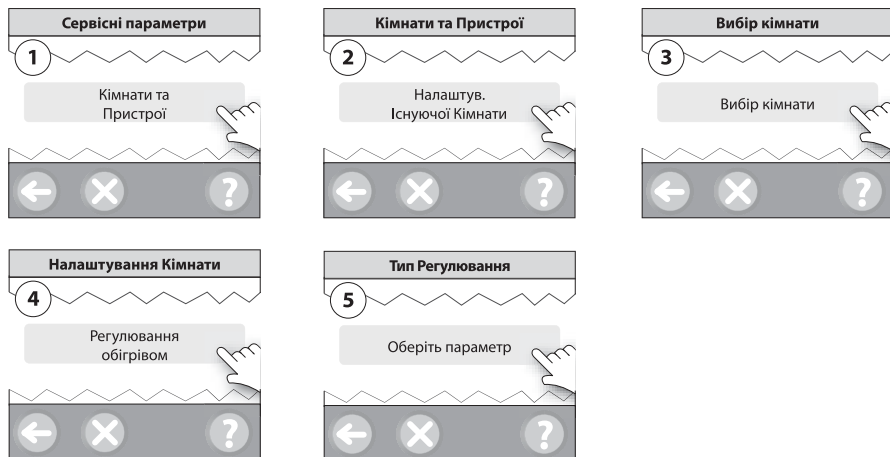 Сервісні параметри
1
Кімнати та
Пристрої
?
Кімнати та Пристрої
2
Налаштув.
Існуючої Кімнати
?
Вибір кімнати
3
Вибір кімнати
?
Налаштування Кімнати
4
Регулювання
обігрівом
?
Тип Регулювання
5
Оберіть параметр
?